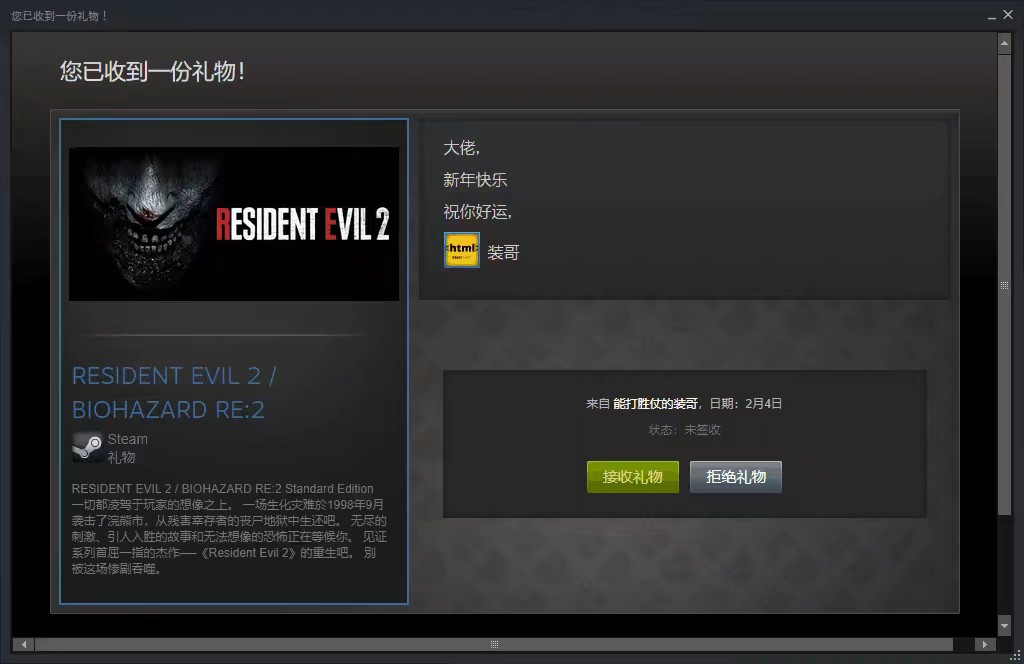 您已收到一份礼物！
您已收到一份礼物！
RESIDENT EVIL 2
RESIDENT EVIL 2 /
BIOHAZARD RE:2
Steam
礼物
RESIDENT EVIL 2 / BIOHAZARD RE:2 Standard Edition
一切都凌驾于玩家的想像之上。 一场生化灾难於1998年9月
袭击了浣熊市，从残害幸存者的丧尸地狱中生还吧。 无尽的
刺激、引人入胜的故事和无法想像的恐怖正在等候你。 见证
系列首屈一指的杰作──《Resident Evil 2》的重生吧。 别
被这场惨剧吞噬。
大佬,
新年快乐
祝你好运,
<html>
装哥
来自 能打胜仗的装哥，日期：2月4日
状态：未签收
接收礼物
拒绝礼物